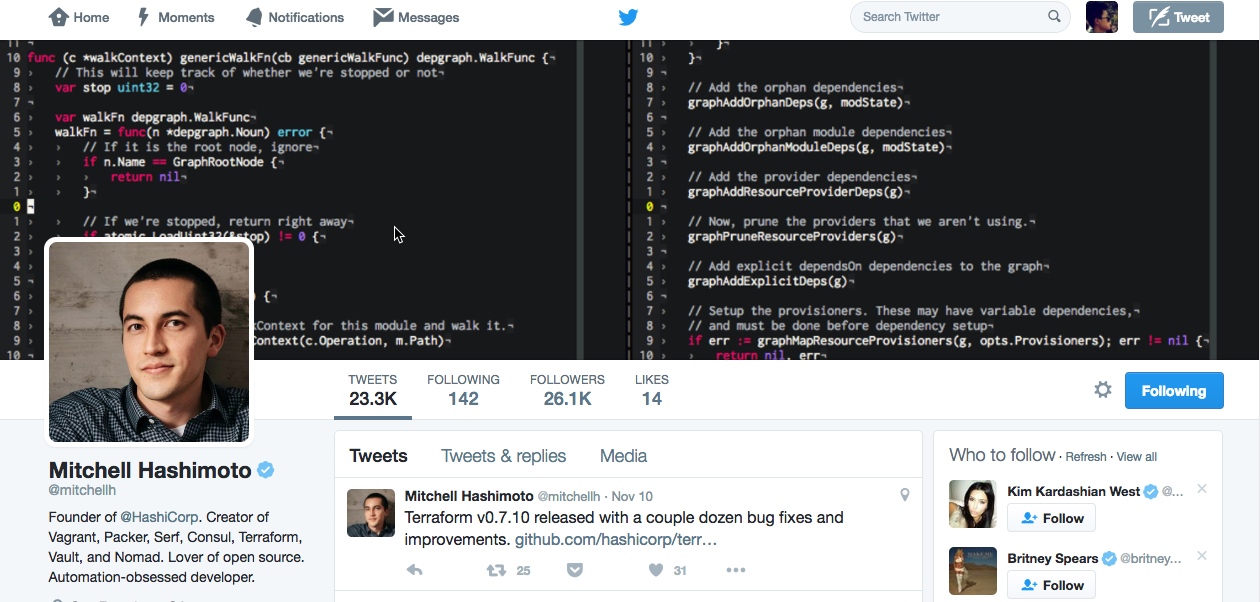 Home
Moments
Notifications
Messages
Search Twitter
Tweet
10 func (c *walkContext) genericWalkFn(cb genericWalkFunc) depgraph.WalkFunc {¬
9 › // This will keep track of whether we're stopped or not¬
8 › var stop uint32 = 0¬
7 ¬
6 › var walkFn depgraph.WalkFunc¬
5 › walkFn = func(n *depgraph.Noun) error {¬
4 › › // If it is the root node, ignore¬
3 › › if n.Name == GraphRootNode {¬
2 › › › return nil¬
1 › › }¬
0 ¬
1 › › // If we're stopped, return right away¬
2 › › if atomic.LoadUint32(&stop) != 0 {¬
3 ›
4 ›
5 ›
6 › ) {¬
7 ›
8 › Context for this module and walk it.¬
9 › Context(c.Operation, m.Path)¬
10 ¬
11 › }¬
10 › }¬
9 ¬
8 › // Add the orphan dependencies¬
7 › graphAddOrphanDeps(g, modState)¬
6 ¬
5 › // Add the orphan module dependencies¬
4 › graphAddOrphanModuleDeps(g, modState)¬
3 ¬
2 › // Add the provider dependencies¬
1 › graphAddResourceProviderDeps(g)¬
0 ¬
1 › // Now, prune the providers that we aren't using.¬
2 › graphPruneResourceProviders(g)¬
3 ¬
4 › // Add explicit dependsOn dependencies to the graph¬
5 › graphAddExplicitDeps(g)¬
6 ¬
7 › // Setup the provisioners. These may have variable dependencies,¬
8 › // and must be done before dependency setup¬
9 › if err := graphMapResourceProvisioners(g, opts.Provisioners); err != nil {¬
10 › › return nil, err¬
TWEETS
23.3K
FOLLOWING
142
FOLLOWERS
26.1K
LIKES
14
Following
Mitchell Hashimoto
@mitchellh
Founder of @HashiCorp. Creator of
Vagrant, Packer, Serf, Consul, Terraform,
Vault, and Nomad. Lover of open source.
Automation-obsessed developer.
Tweets
Tweets & replies
Media
Mitchell Hashimoto @mitchellh · Nov 10
Terraform v0.7.10 released with a couple dozen bug fixes and
improvements. github.com/hashicorp/terr…
25
31
Who to follow · Refresh · View all
Kim Kardashian West @...
Follow
Britney Spears @britney...
Follow